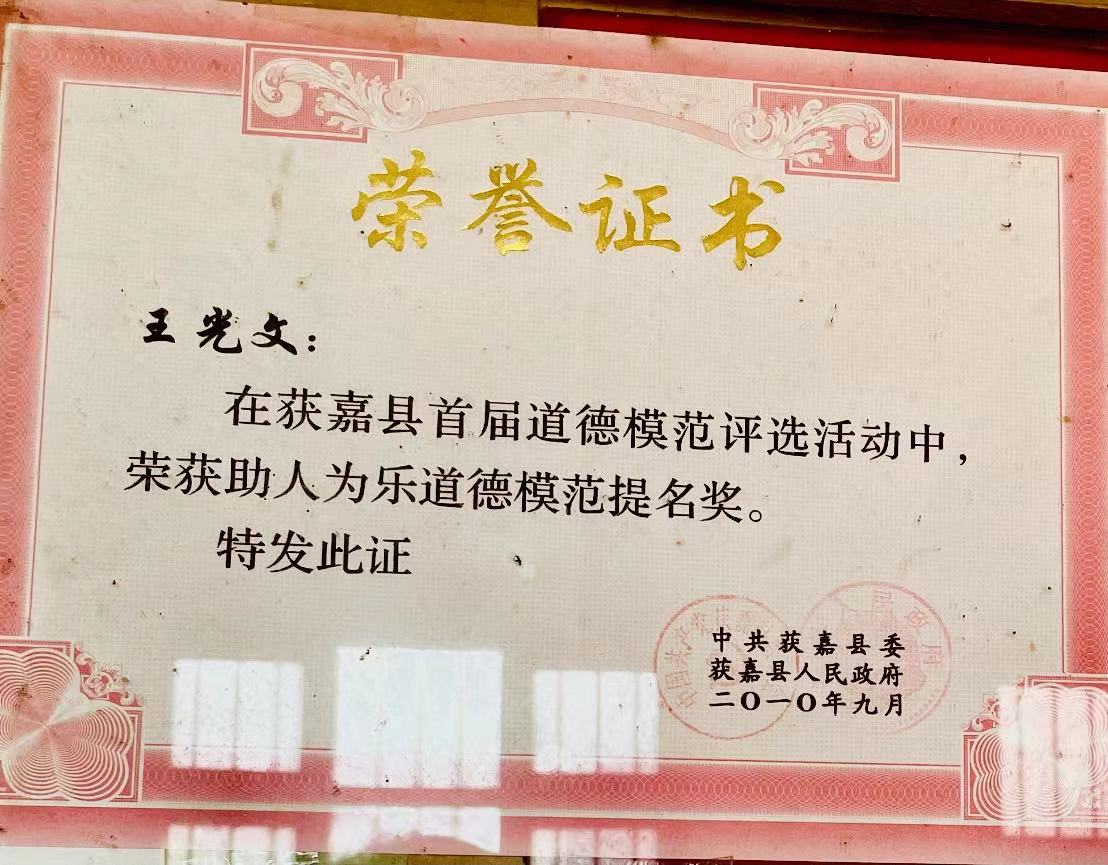 荣誉证书
王光文：
在获嘉县首届道德模范评选活动中，
荣获助人为乐道德模范提名奖。
特发此证
中共获嘉县委
获嘉县人民政府
二〇一〇年九月